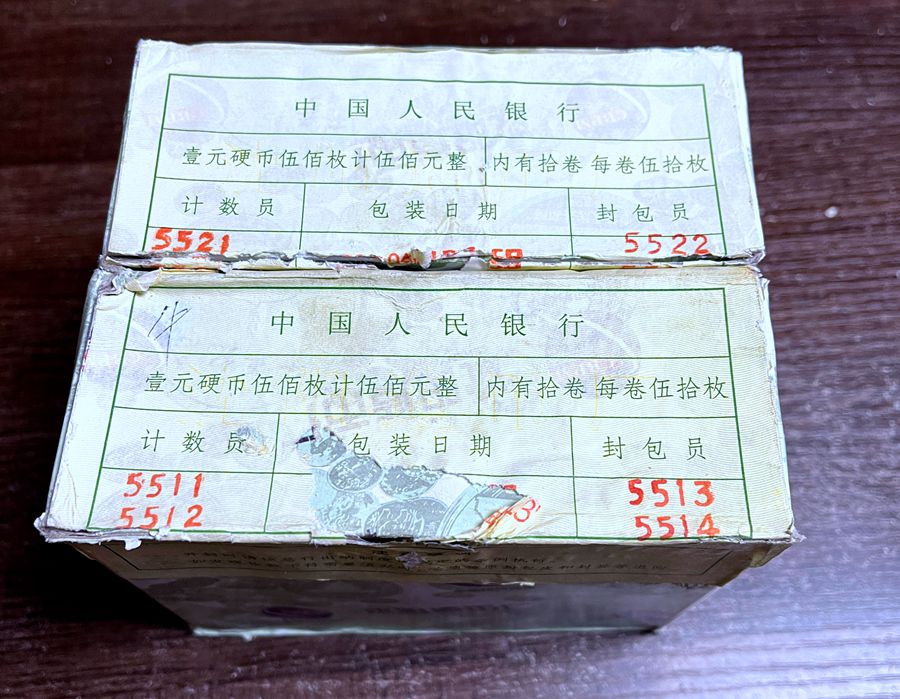 中国人民银行
壹元硬币伍佰枚计伍佰元整 内有拾卷 每卷伍拾枚
计数员 包装日期 封包员
5521 5522
中国人民银行
壹元硬币伍佰枚计伍佰元整 内有拾卷 每卷伍拾枚
计数员 包装日期 封包员
5511 5513
5512 5514